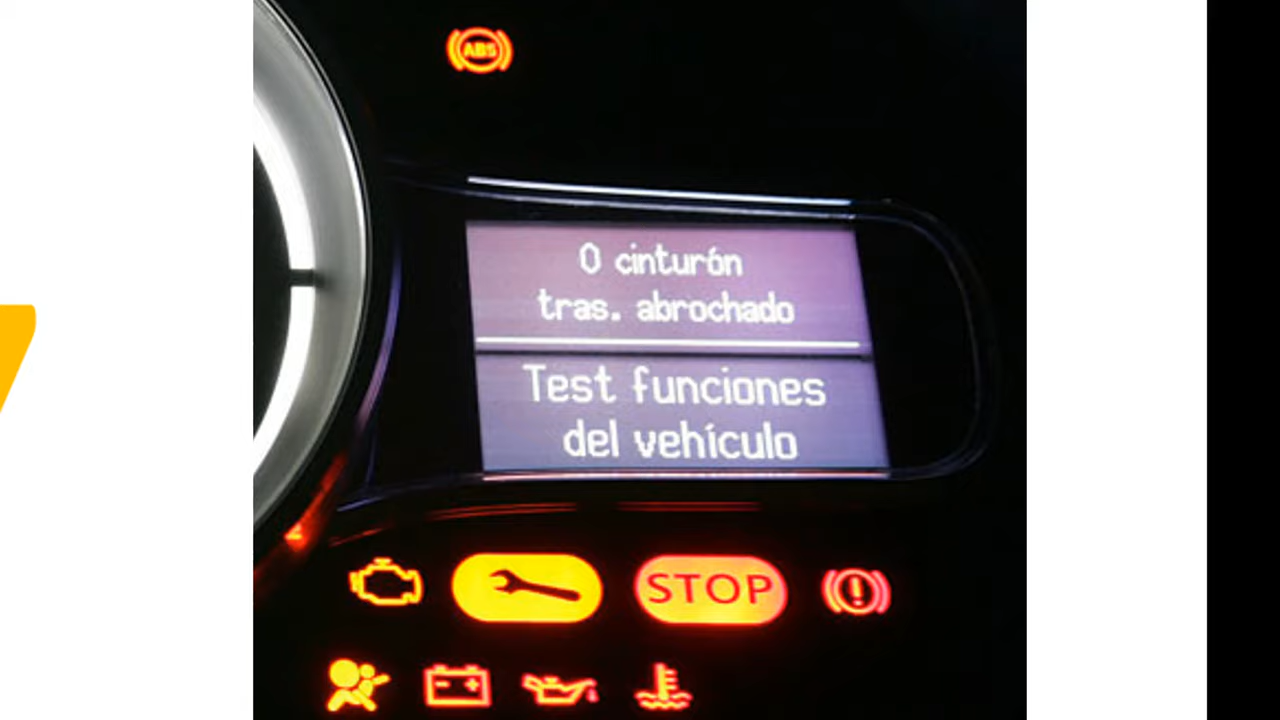 ABS
0 cinturón
tras. abrochado
Test funciones
del vehículo
STOP